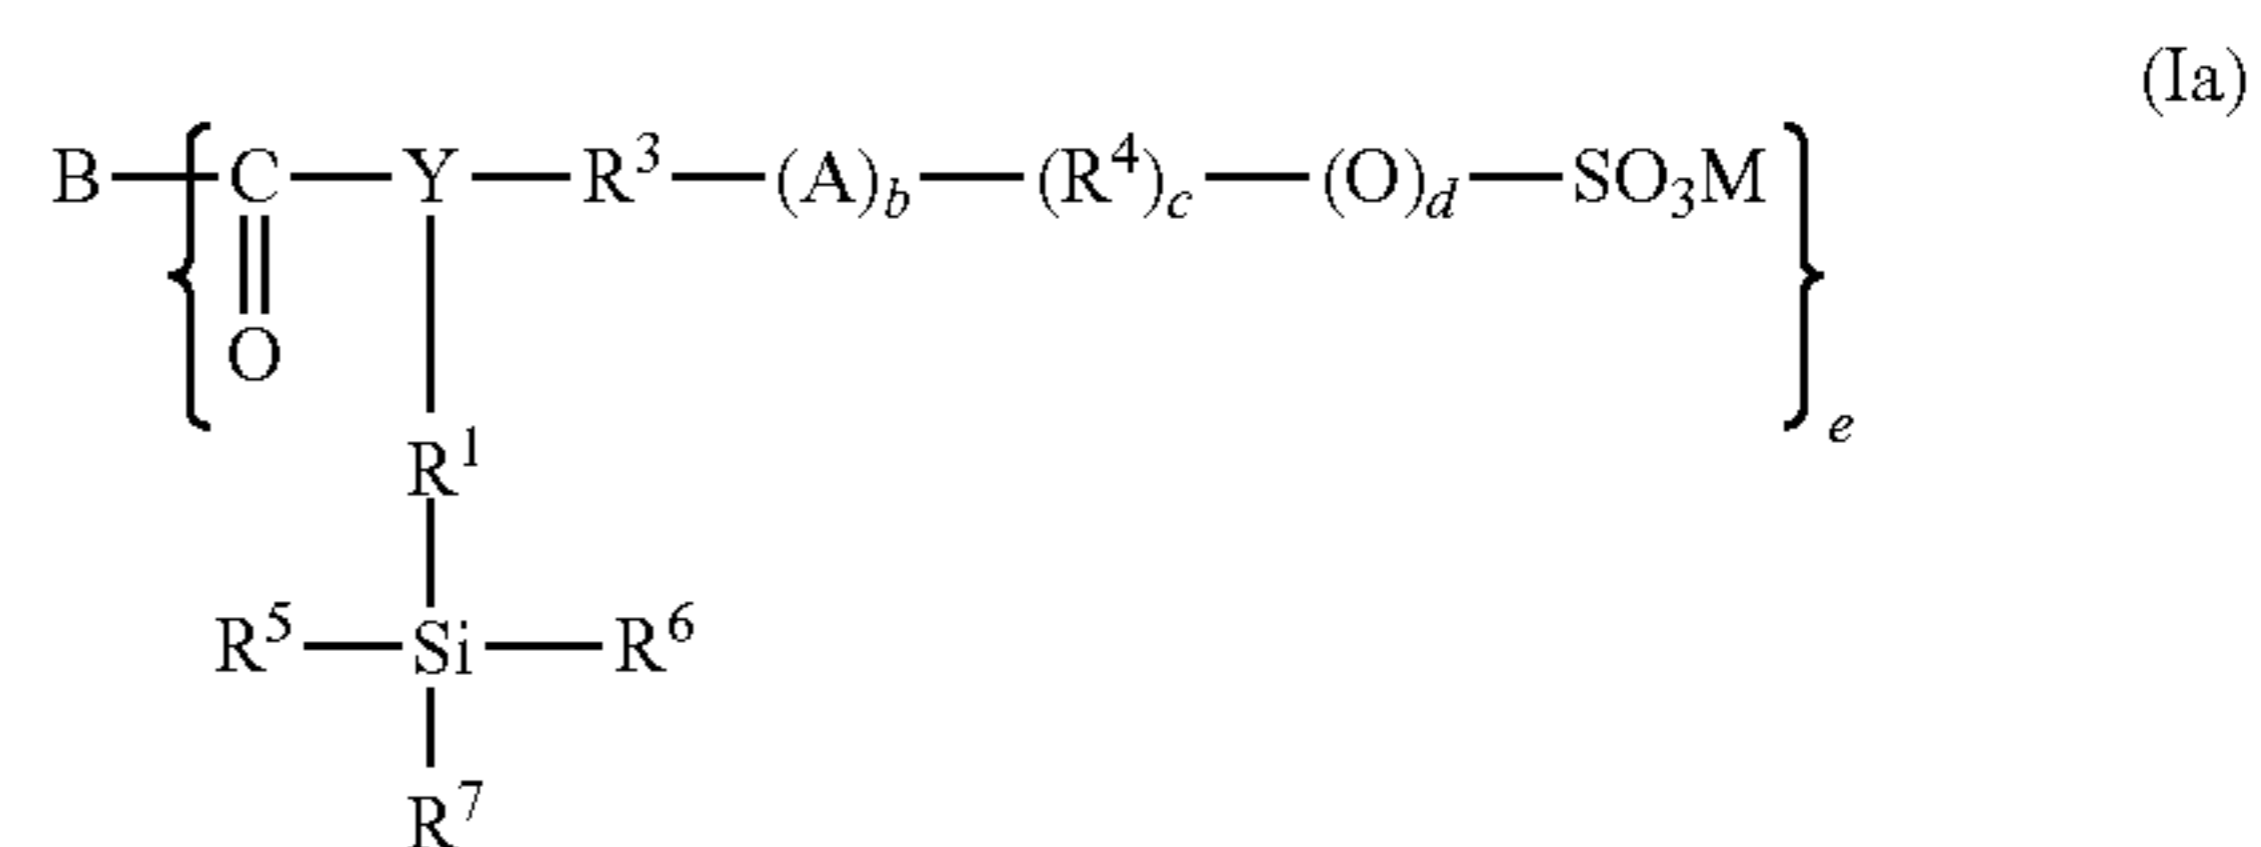 (Ia)
B—{C—Y—R³—(A)b—(R⁴)c—(O)d—SO₃M}e
O
R¹
R⁵—Si—R⁶
R⁷